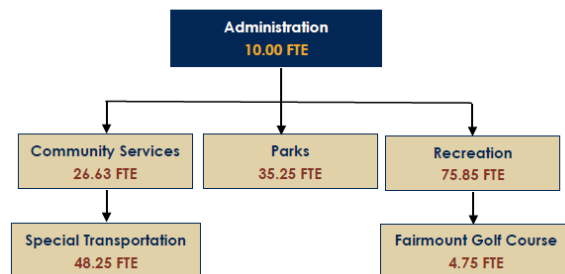 Administration
10.00 FTE
Community Services
26.63 FTE
Parks
35.25 FTE
Recreation
75.85 FTE
Special Transportation
48.25 FTE
Fairmount Golf Course
4.75 FTE